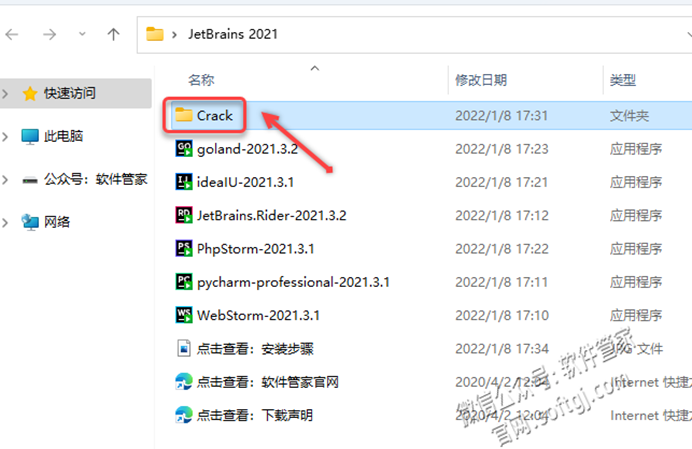 JetBrains 2021
名称 修改日期 类型
快速访问
此电脑
公众号：软件管家
网络
Crack 2022/1/8 17:31 文件夹
goland-2021.3.2 2022/1/8 17:23 应用程序
ideaIU-2021.3.1 2022/1/8 17:21 应用程序
JetBrains.Rider-2021.3.2 2022/1/8 17:12 应用程序
PhpStorm-2021.3.1 2022/1/8 17:22 应用程序
pycharm-professional-2021.3.1 2022/1/8 17:11 应用程序
WebStorm-2021.3.1 2022/1/8 17:10 应用程序
点击查看：安装步骤 2022/1/8 17:34 文件
点击查看：软件管家官网 2020/4/2 12:04 Internet 快捷
点击查看：下载声明 2020/4/2 12:04 Internet 快捷
微信公众号：软件管家
官网.softgj.com